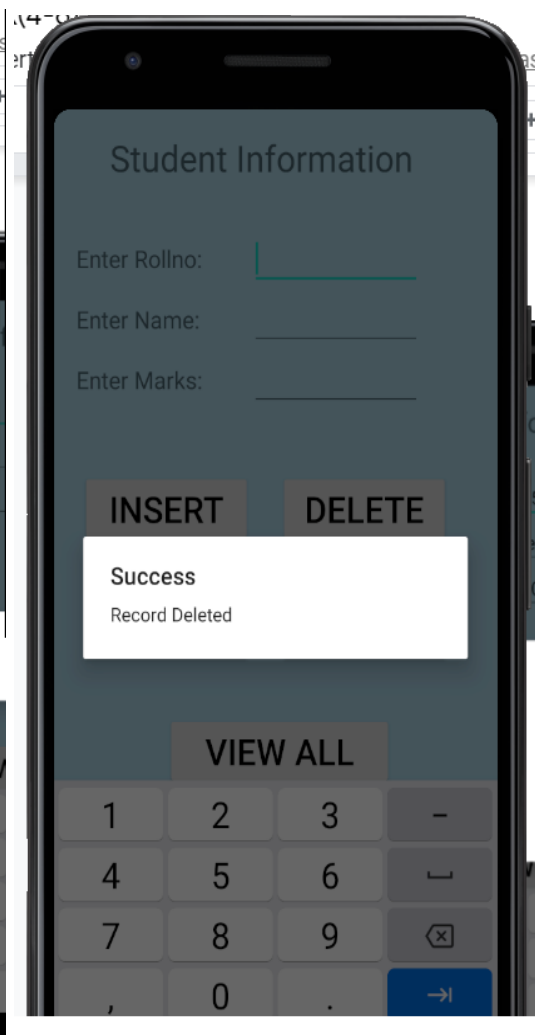 Student Information
Enter Rollno:
Enter Name:
Enter Marks:
INSERT DELETE
Success
Record Deleted
VIEW ALL
1 2 3 -
4 5 6
7 8 9
, 0 .